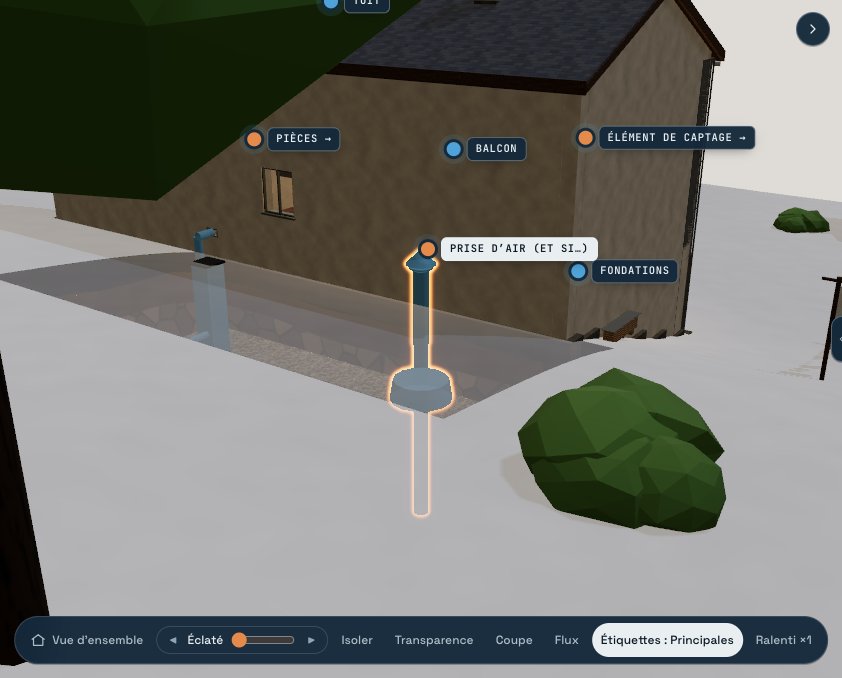 TOIT
PIÈCES →
BALCON
ÉLÉMENT DE CAPTAGE →
PRISE D’AIR (ET SI…)
FONDATIONS
Vue d’ensemble
◄ Éclaté ►
Isoler
Transparence
Coupe
Flux
Étiquettes : Principales
Ralenti ×1